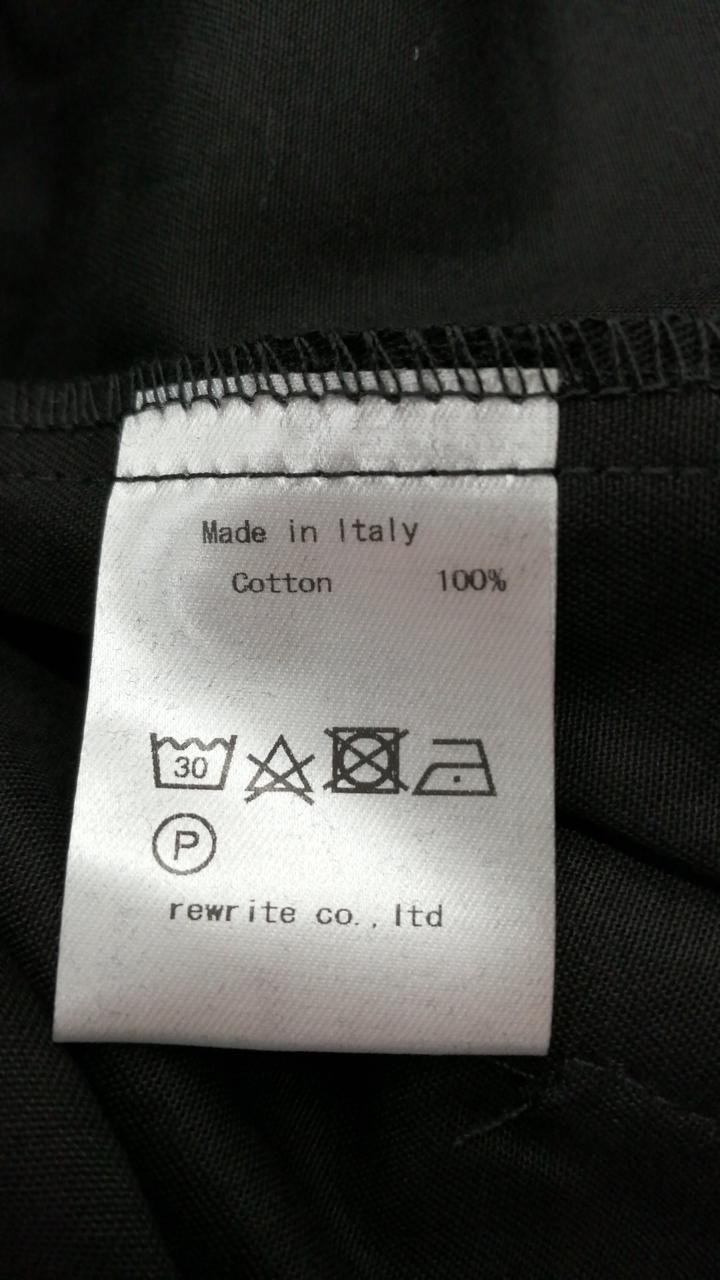 Made in Italy
Cotton 100%
30
P
rewrite co., ltd